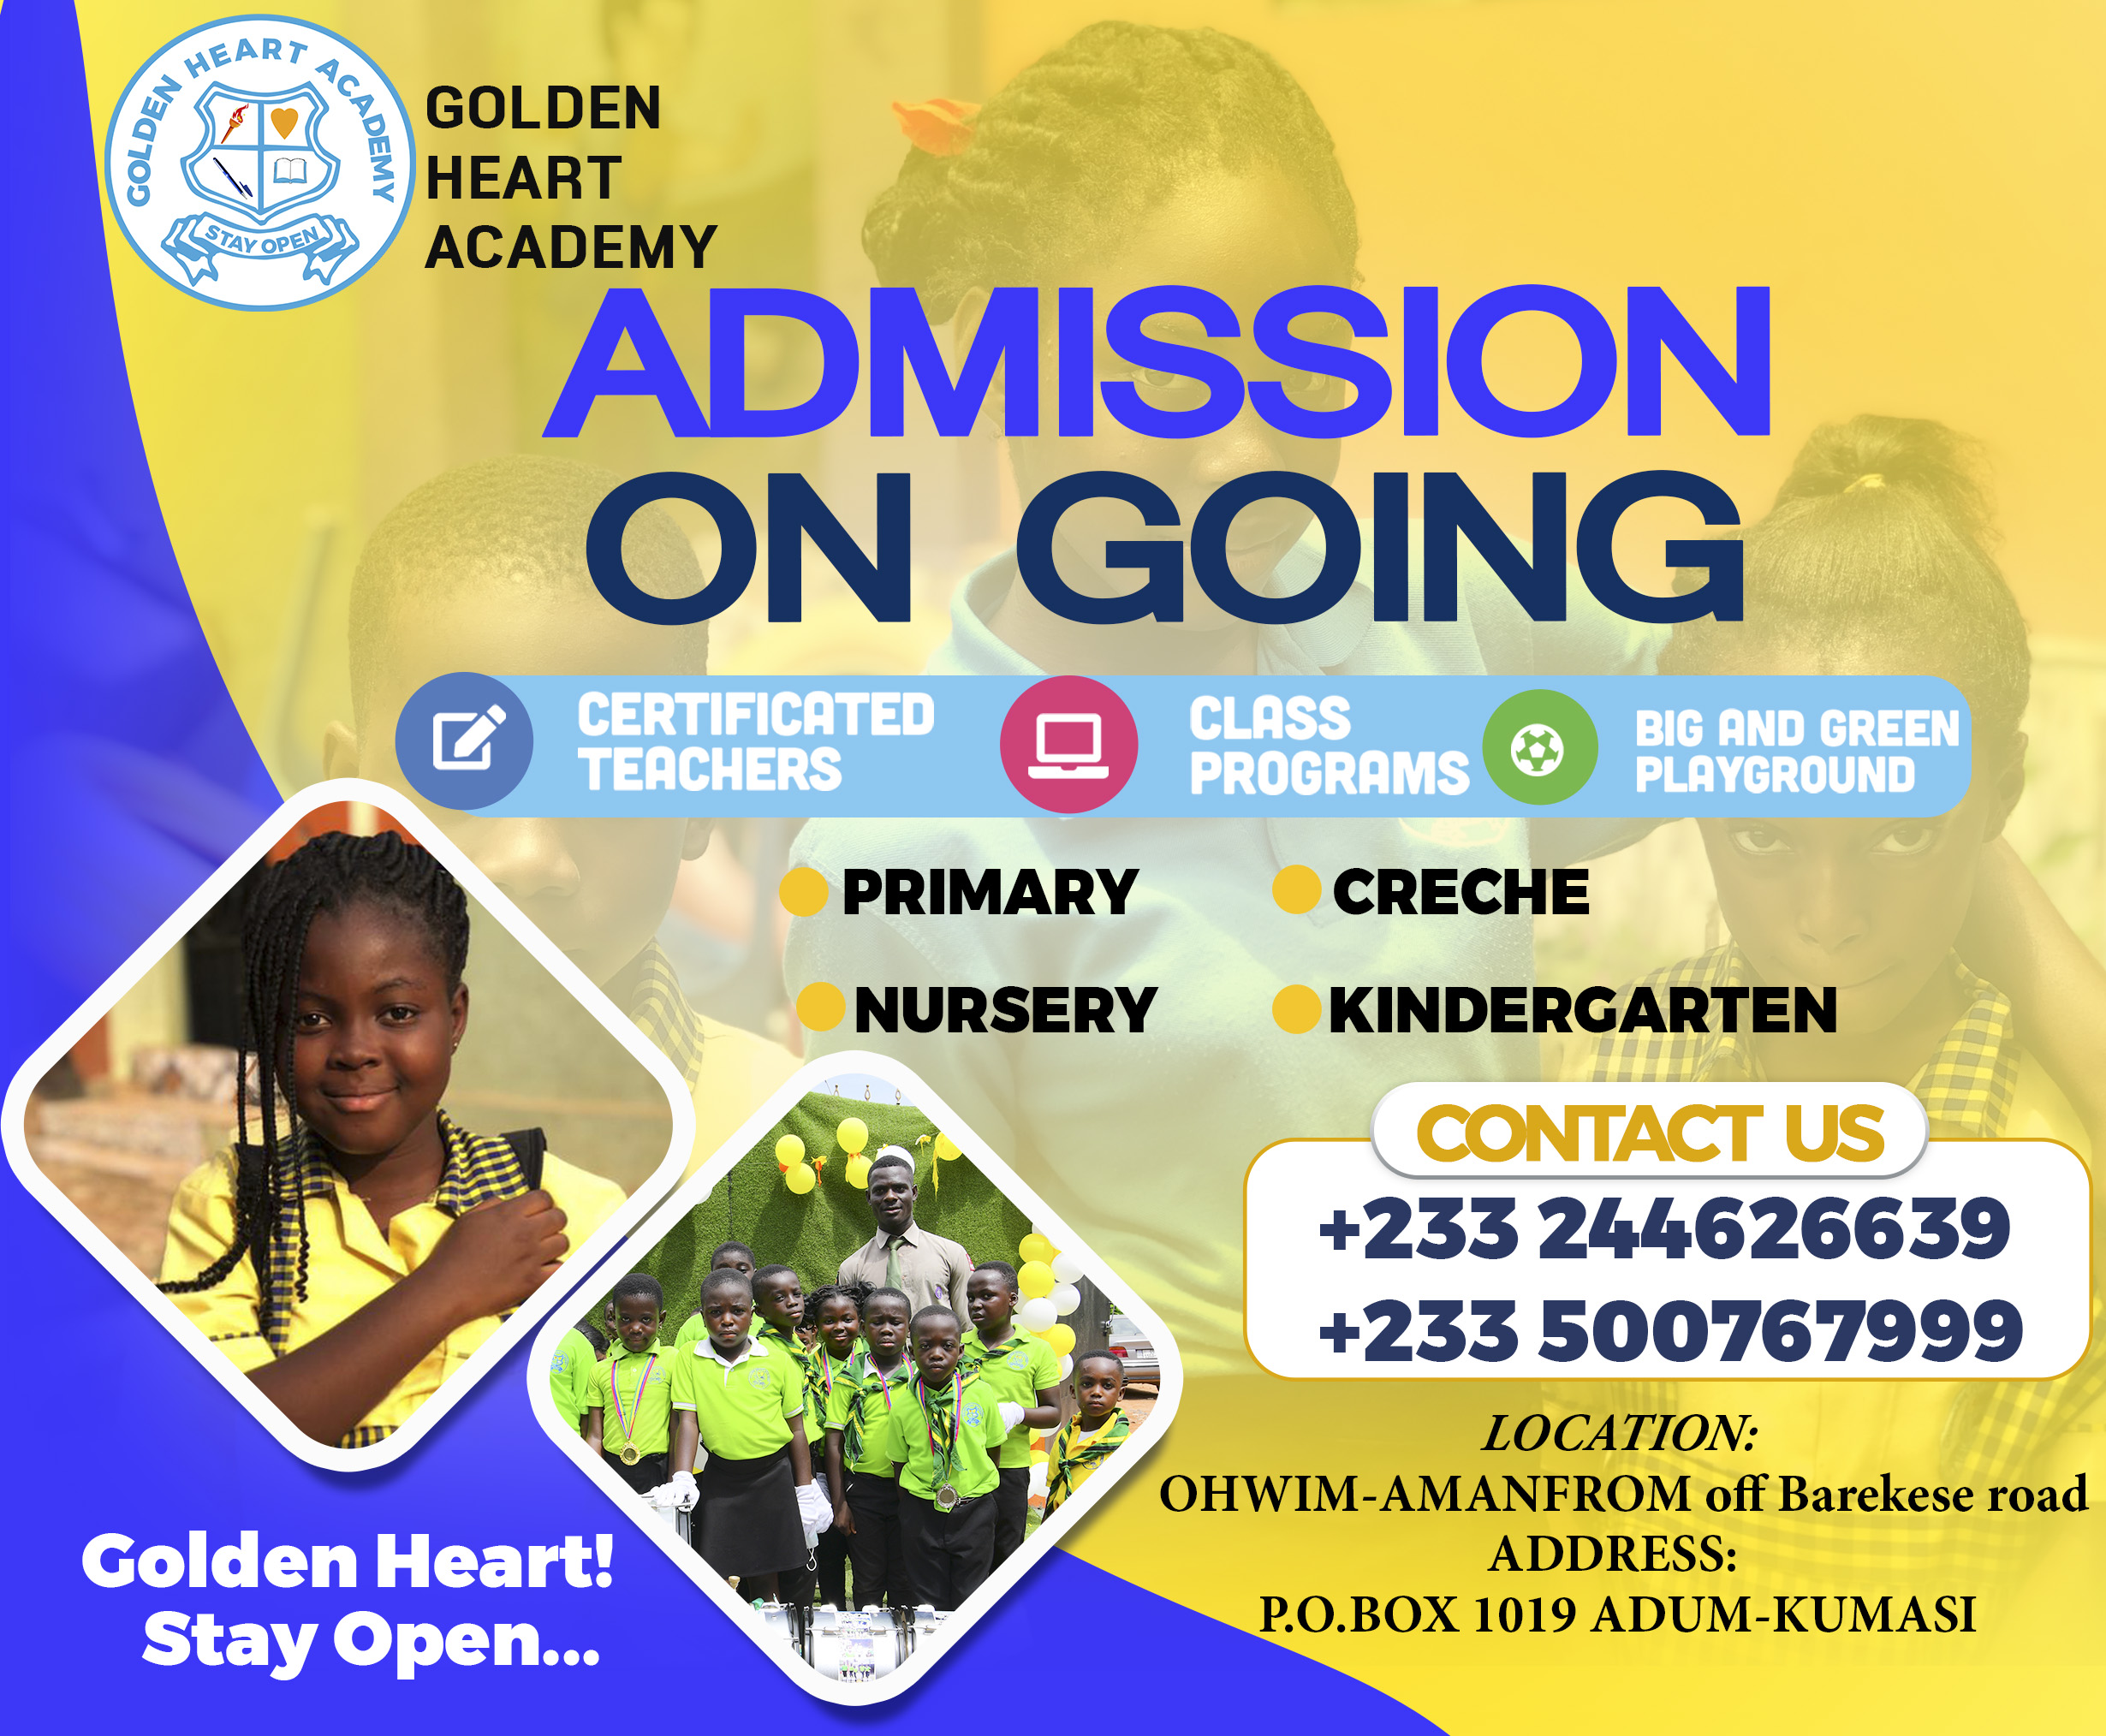 GOLDEN HEART ACADEMY
STAY OPEN
GOLDEN
HEART
ACADEMY
ADMISSION
ON GOING
CERTIFICATED
TEACHERS
CLASS
PROGRAMS
BIG AND GREEN
PLAYGROUND
PRIMARY
CRECHE
NURSERY
KINDERGARTEN
CONTACT US
+233 244626639
+233 500767999
LOCATION:
OHWIM-AMANFROM off Barekese road
ADDRESS:
P.O.BOX 1019 ADUM-KUMASI
Golden Heart!
Stay Open...